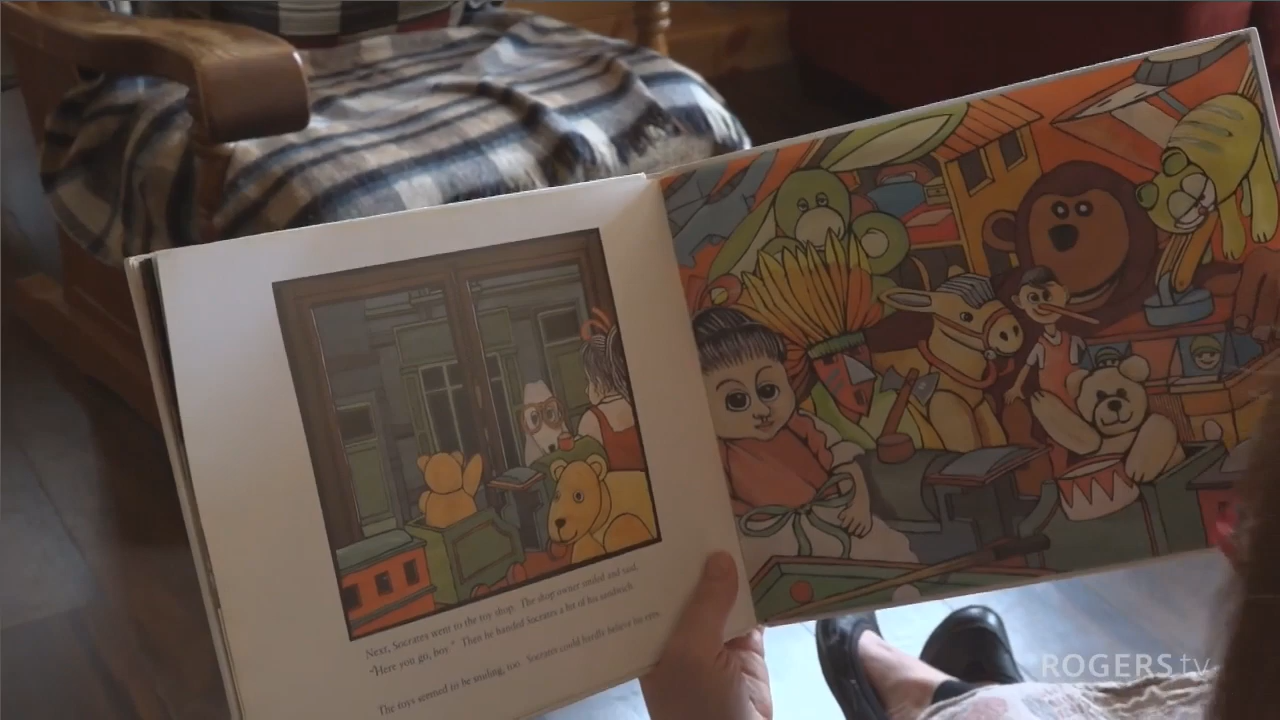 Next, Socrates went to the toy shop. The shop owner smiled and said,
"Here you go, boy." Then he handed Socrates a bit of his sandwich.
The toys seemed to be smiling, too. Socrates could hardly believe his eyes.
ROGERS tv